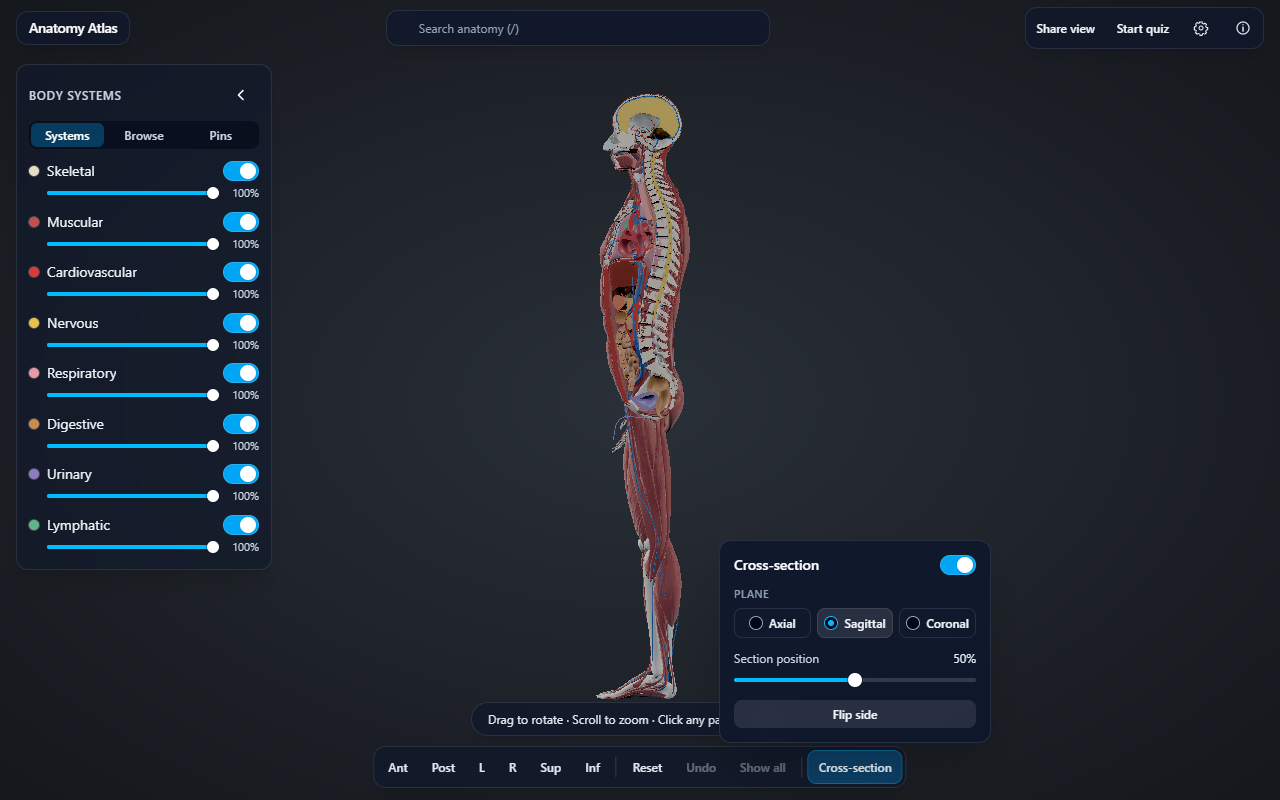 Anatomy Atlas
Search anatomy (/)
Share view
Start quiz
BODY SYSTEMS
Systems
Browse
Pins
Skeletal
100%
Muscular
100%
Cardiovascular
100%
Nervous
100%
Respiratory
100%
Digestive
100%
Urinary
100%
Lymphatic
100%
Cross-section
PLANE
Axial
Sagittal
Coronal
Section position
50%
Flip side
Drag to rotate · Scroll to zoom · Click any pa
Ant
Post
L
R
Sup
Inf
Reset
Undo
Show all
Cross-section